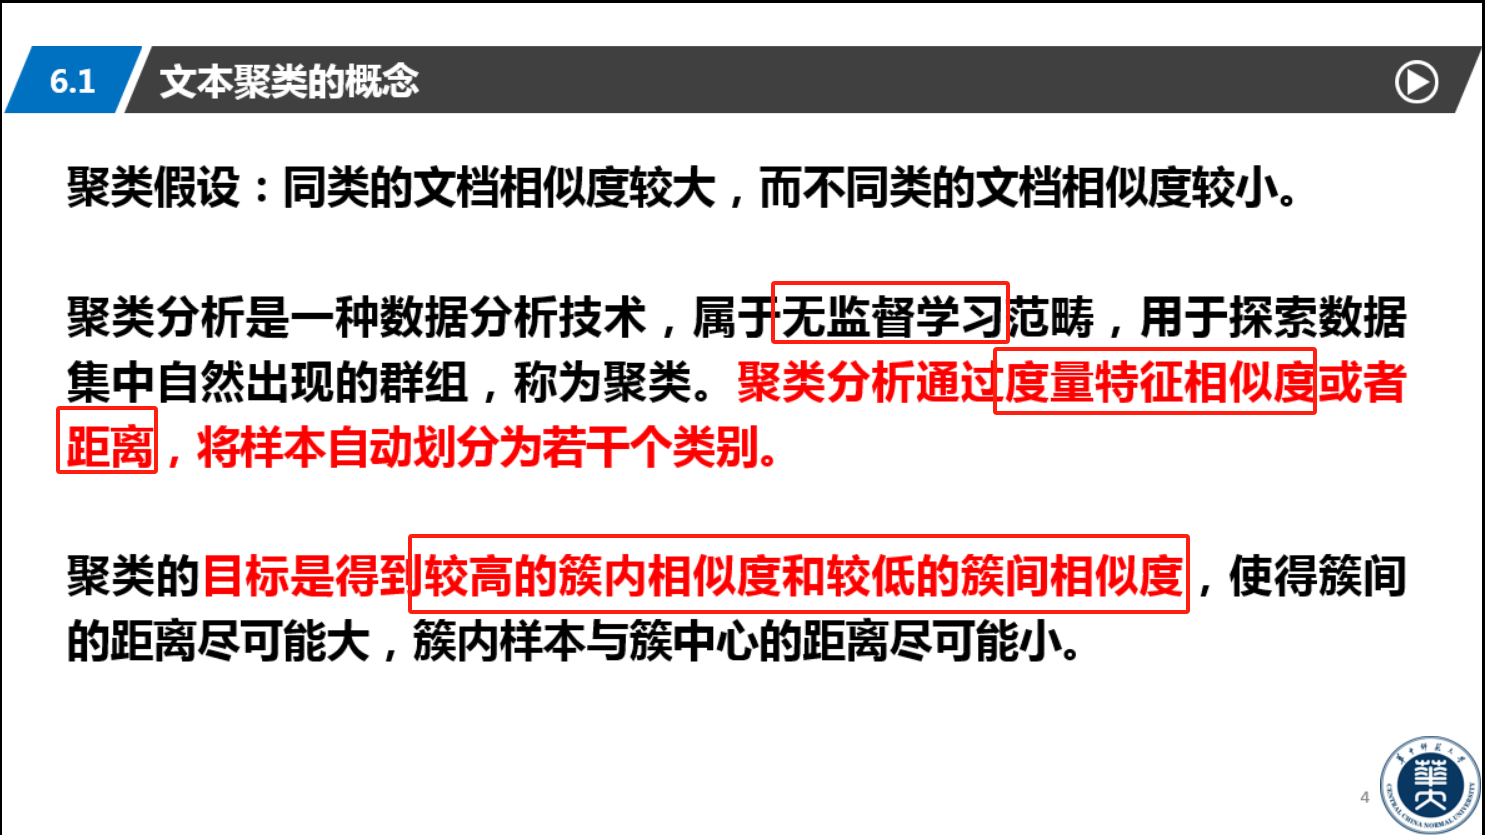 6.1
文本聚类的概念
聚类假设：同类的文档相似度较大，而不同类的文档相似度较小。
聚类分析是一种数据分析技术，属于无监督学习范畴，用于探索数据
集中自然出现的群组，称为聚类。聚类分析通过度量特征相似度或者
距离，将样本自动划分为若干个类别。
聚类的目标是得到较高的簇内相似度和较低的簇间相似度，使得簇间
的距离尽可能大，簇内样本与簇中心的距离尽可能小。
4
华中师范大学
CENTRAL CHINA NORMAL UNIVERSITY